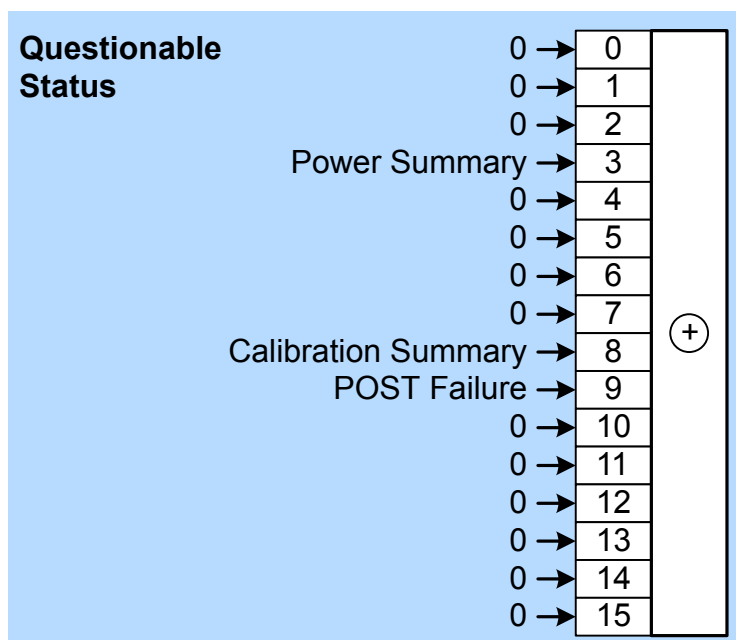 Questionable 0 0
Status 0 1
0 2
Power Summary 3
0 4
0 5
0 6
0 7
+
Calibration Summary 8
POST Failure 9
0 10
0 11
0 12
0 13
0 14
0 15